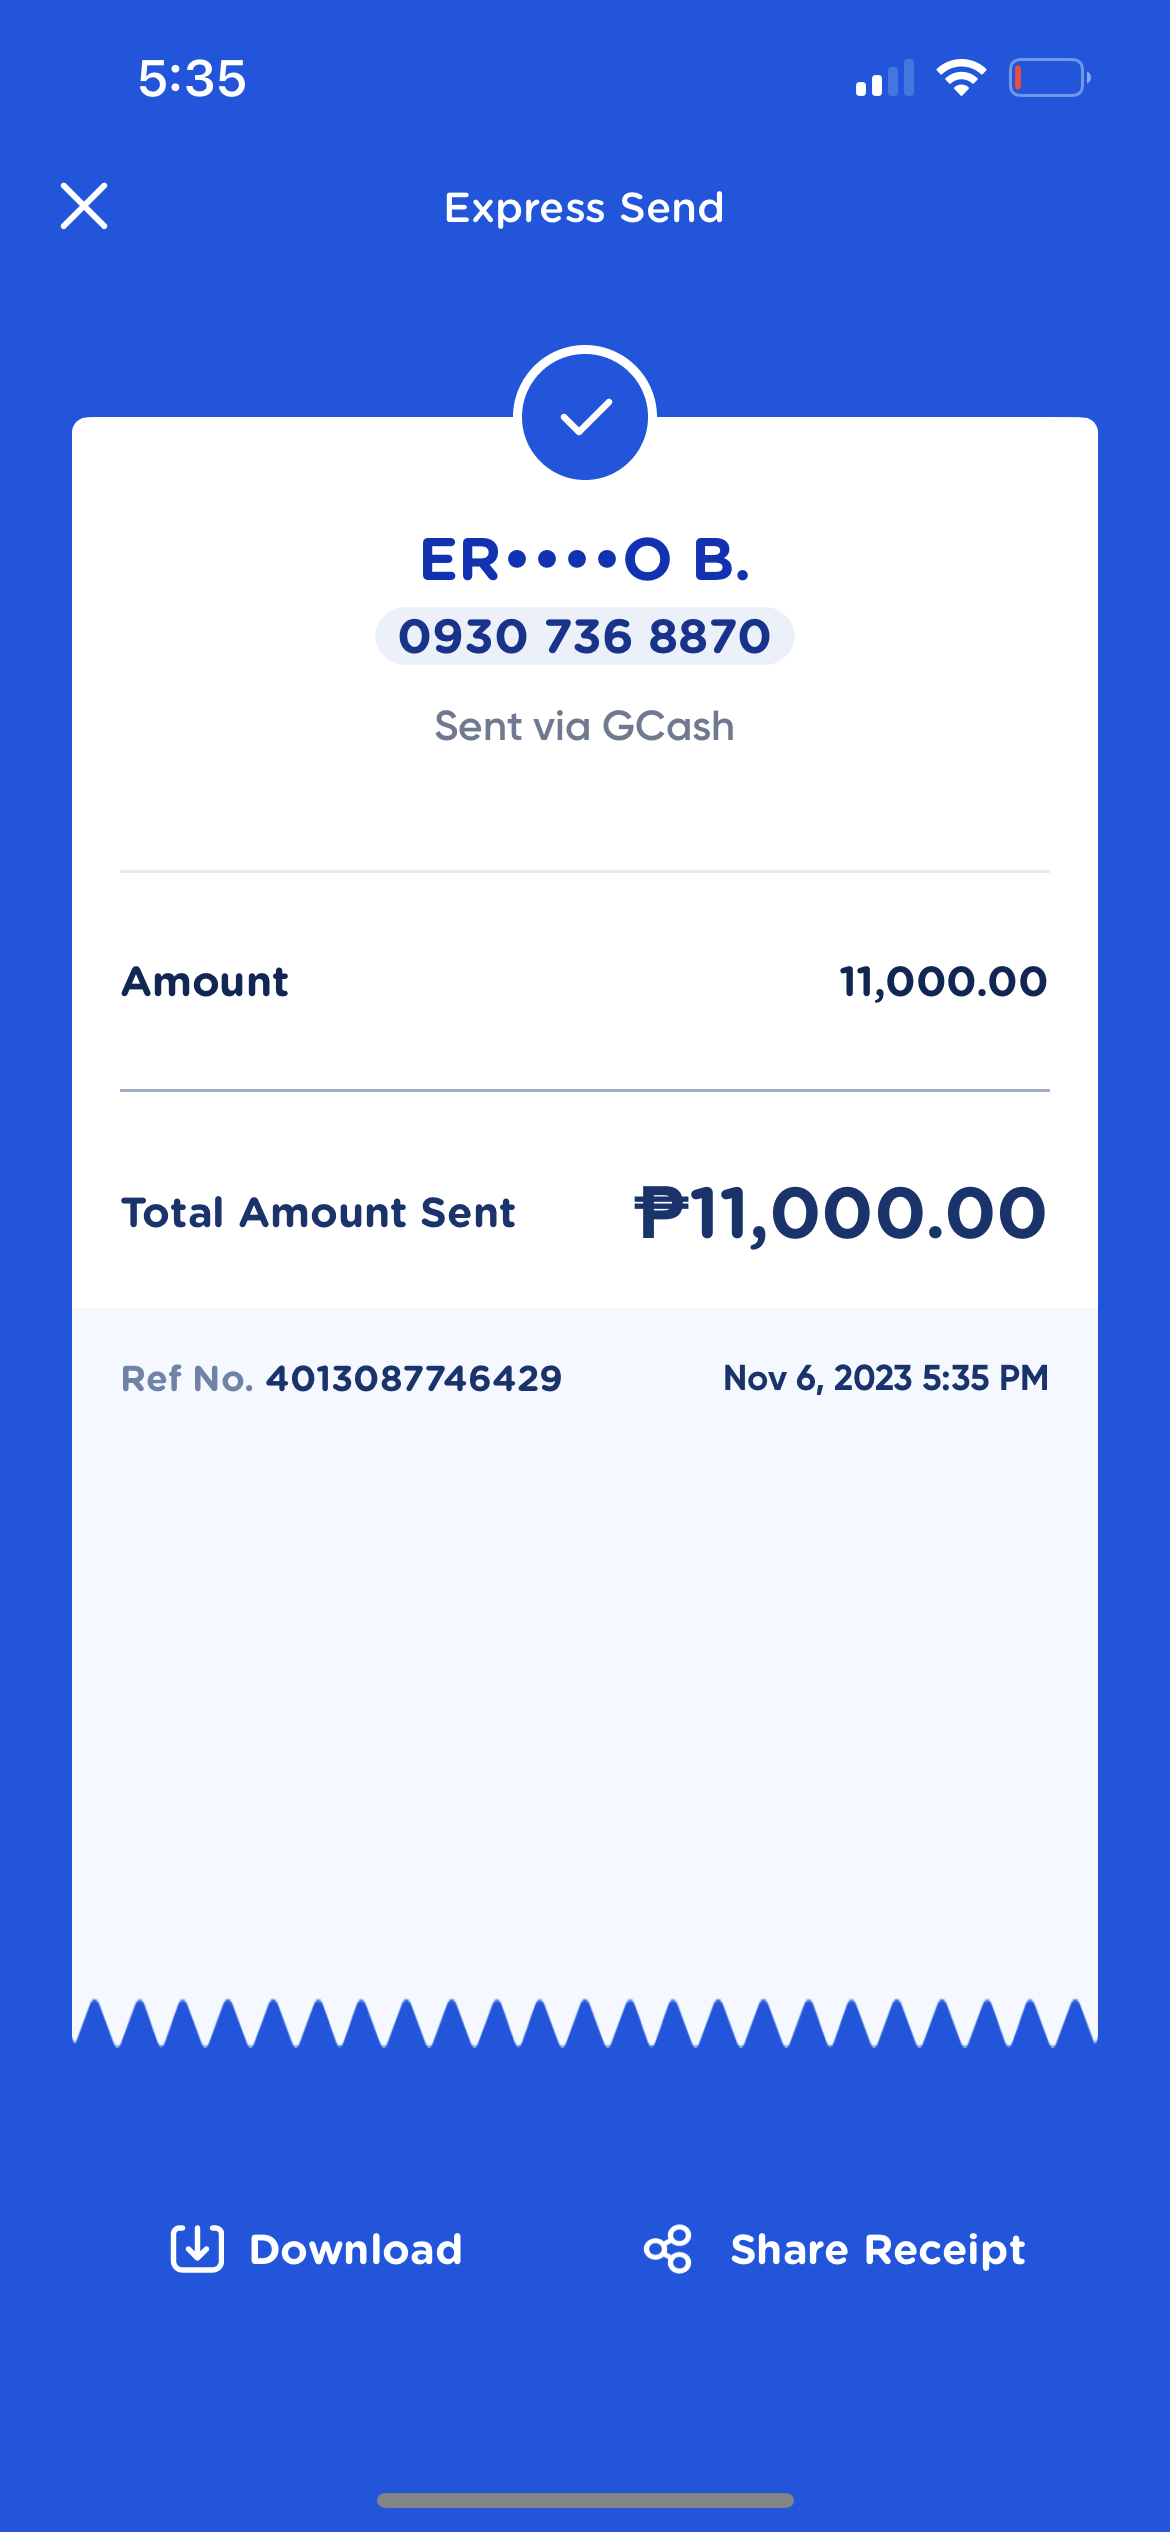 5:35
Express Send
ER••••O B.
0930 736 8870
Sent via GCash
Amount 11,000.00
Total Amount Sent ₱11,000.00
Ref No. 4013087746429 Nov 6, 2023 5:35 PM
Download Share Receipt